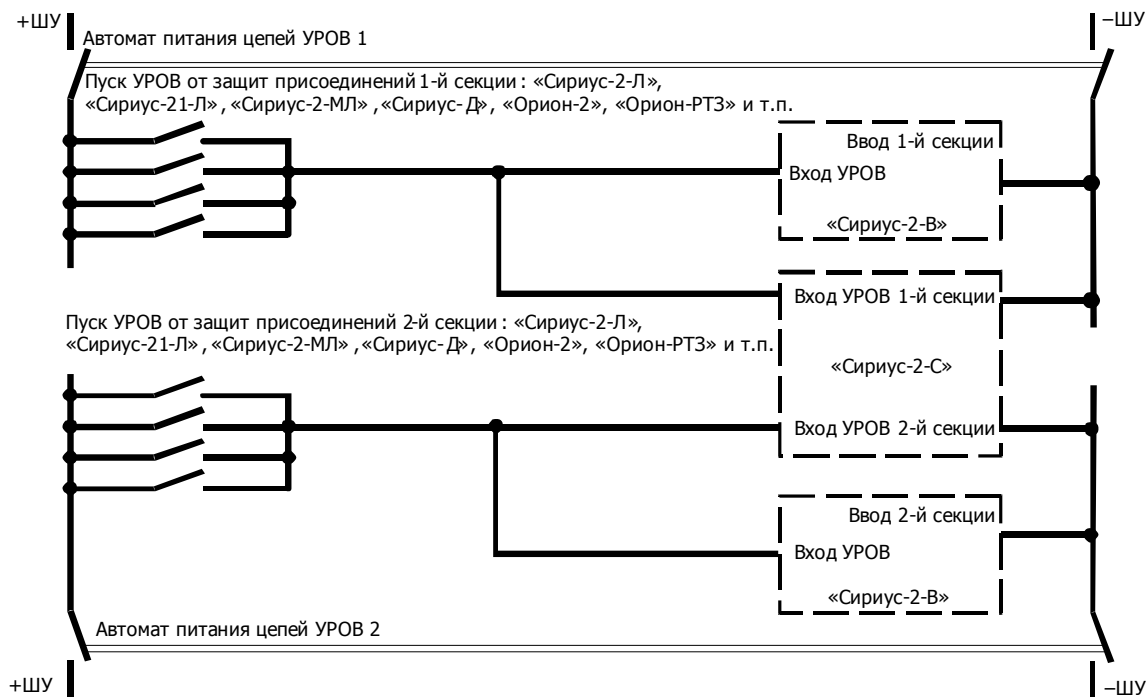 +ШУ
–ШУ
Автомат питания цепей УРОВ 1
Пуск УРОВ от защит присоединений 1-й секции : «Сириус-2-Л»,
«Сириус-21-Л» , «Сириус-2-МЛ» , «Сириус- Д», «Орион-2», «Орион-РТЗ» и т.п.
Ввод 1-й секции
Вход УРОВ
«Сириус-2-В»
Вход УРОВ 1-й секции
Пуск УРОВ от защит присоединений 2-й секции : «Сириус-2-Л»,
«Сириус-21-Л» , «Сириус-2-МЛ» , «Сириус- Д», «Орион-2», «Орион-РТЗ» и т.п.
«Сириус-2-С»
Вход УРОВ 2-й секции
Ввод 2-й секции
Вход УРОВ
«Сириус-2-В»
Автомат питания цепей УРОВ 2
+ШУ
–ШУ